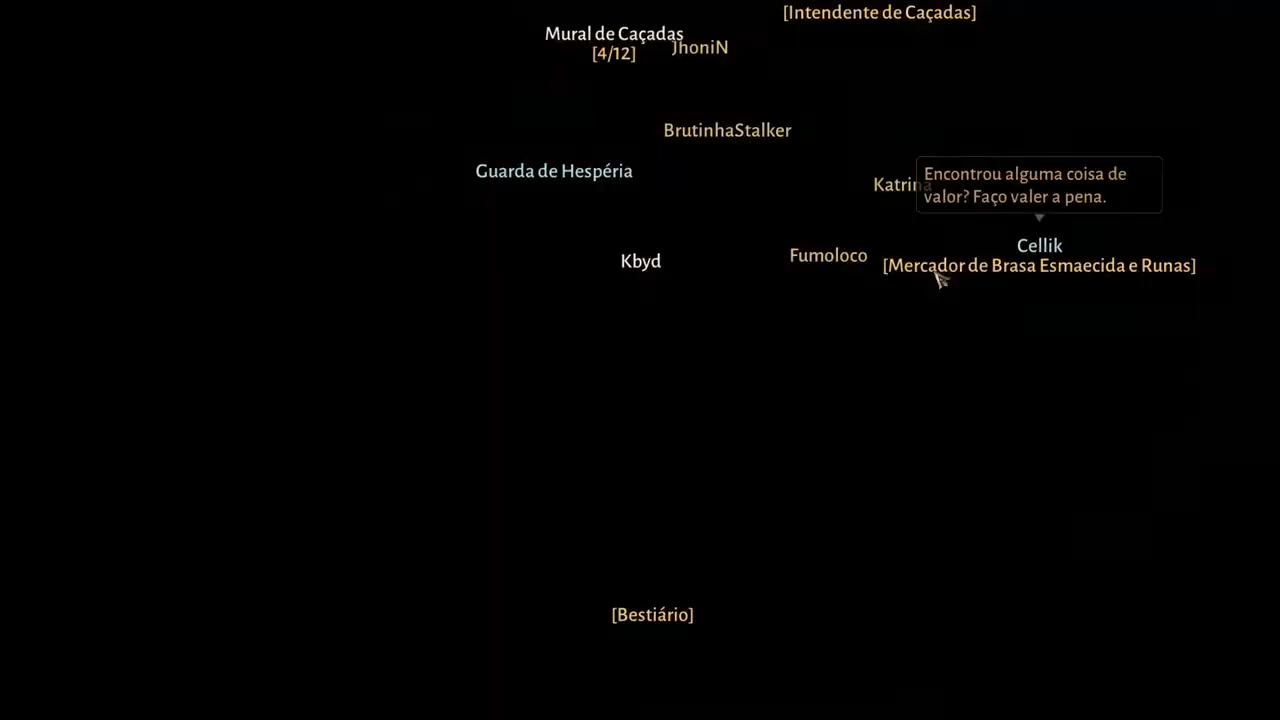 [Intendente de Caçadas]
Mural de Caçadas
[4/12]
JhoniN
BrutinhaStalker
Guarda de Hespéria
Katrina
Encontrou alguma coisa de
valor? Faço valer a pena.
Cellik
Kbyd
Fumoloco
[Mercador de Brasa Esmaecida e Runas]
[Bestiário]